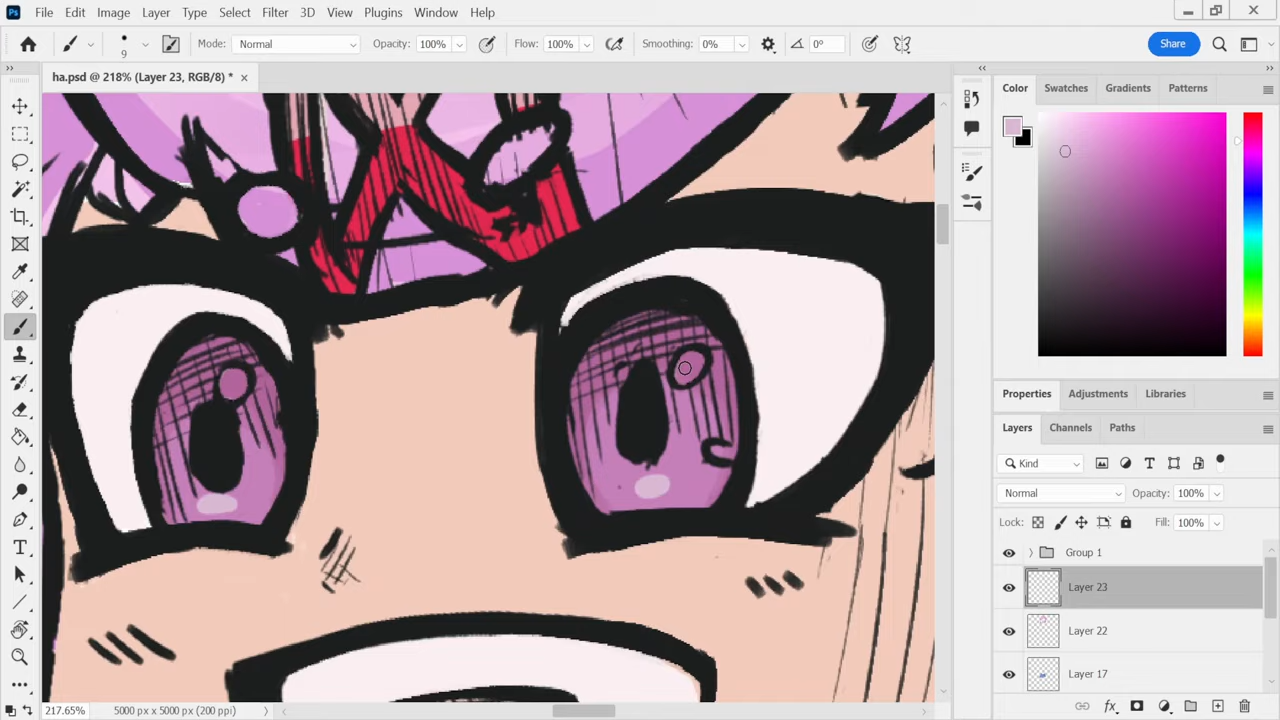 Ps File Edit Image Layer Type Select Filter 3D View Plugins Window Help
9 Mode: Normal Opacity: 100% Flow: 100% Smoothing: 0% 0° Share
ha.psd @ 218% (Layer 23, RGB/8) *
Color Swatches Gradients Patterns
Properties Adjustments Libraries
Layers Channels Paths
Kind
Normal Opacity: 100%
Lock: Fill: 100%
Group 1
Layer 23
Layer 22
Layer 17
217.65% 5000 px x 5000 px (200 ppi)